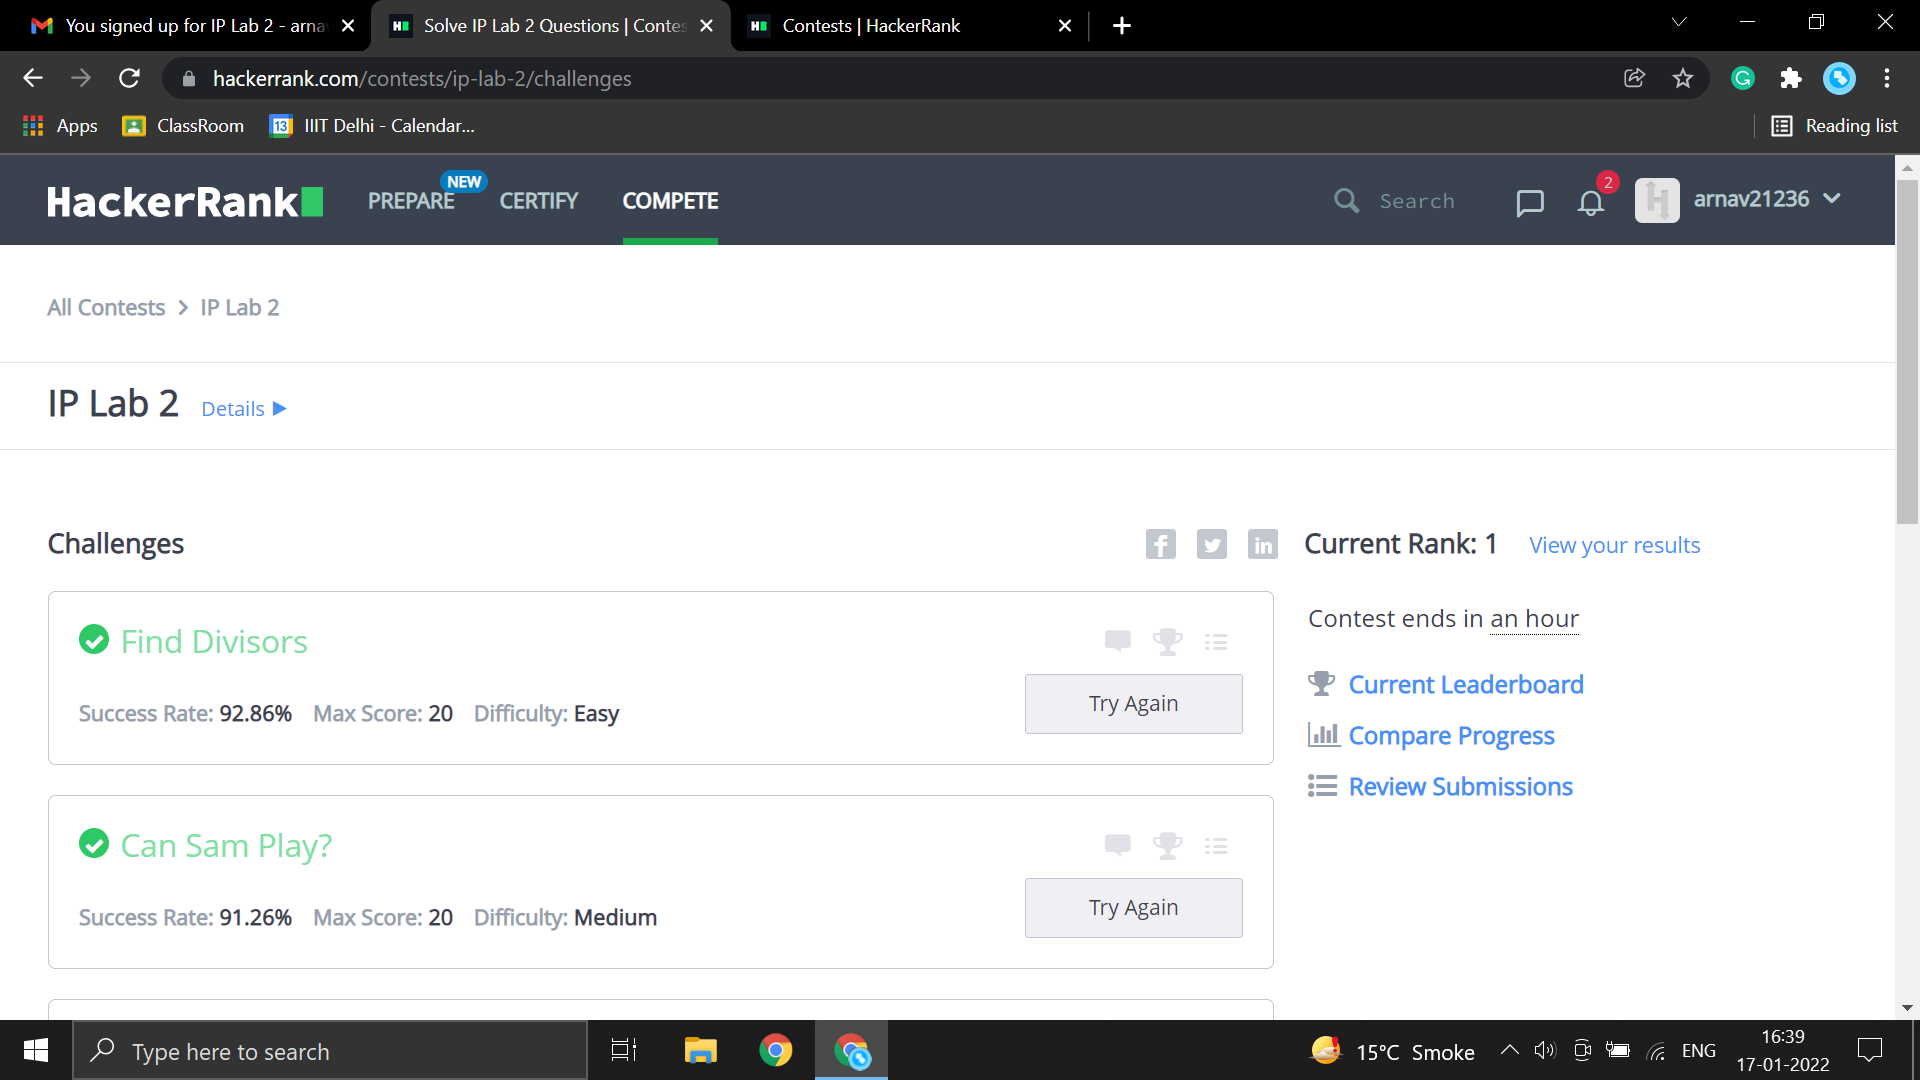 You signed up for IP Lab 2 - arna
Solve IP Lab 2 Questions | Contes
Contests | HackerRank
hackerrank.com/contests/ip-lab-2/challenges
Apps
ClassRoom
13
IIIT Delhi - Calendar...
Reading list
HackerRank
PREPARE
NEW
CERTIFY
COMPETE
Search
2
arnav21236
All Contests > IP Lab 2
IP Lab 2
Details
Challenges
Current Rank: 1
View your results
Find Divisors
Success Rate: 92.86% Max Score: 20 Difficulty: Easy
Try Again
Contest ends in an hour
Current Leaderboard
Compare Progress
Review Submissions
Can Sam Play?
Success Rate: 91.26% Max Score: 20 Difficulty: Medium
Try Again
Type here to search
15°C Smoke
ENG
16:39
17-01-2022